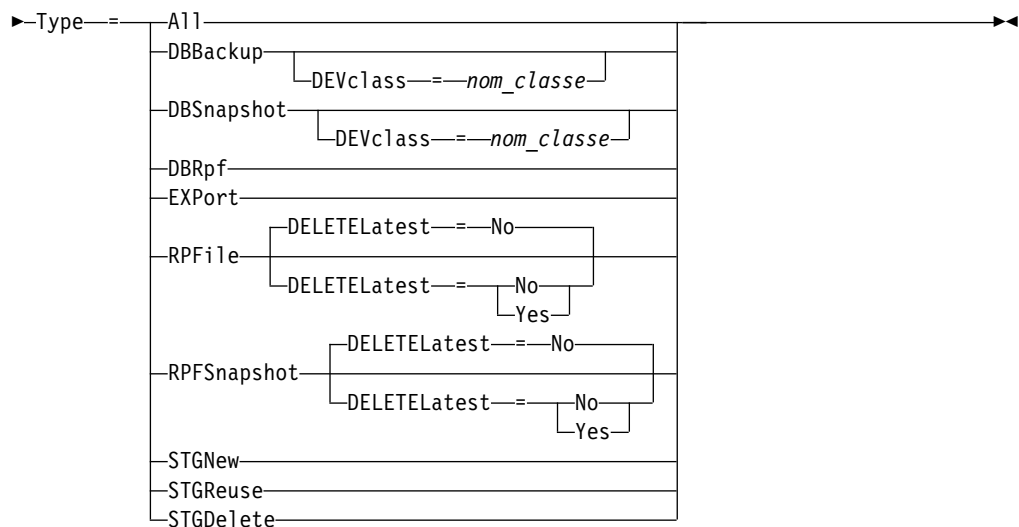 Type = All
DBBackup
DEVclass = nom_classe
DBSnapshot
DEVclass = nom_classe
DBRpf
EXPort
DELETELatest = No
RPFile
DELETELatest = No
Yes
DELETELatest = No
RPFSnapshot
DELETELatest = No
Yes
STGNew
STGReuse
STGDelete